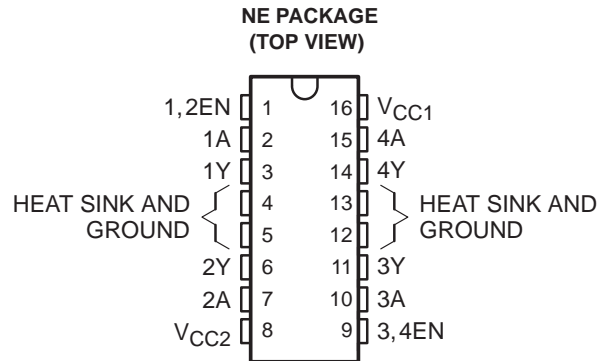 NE PACKAGE
(TOP VIEW)
1,2EN 1 16 VCC1
1A 2 15 4A
1Y 3 14 4Y
HEAT SINK AND GROUND 4 13 HEAT SINK AND GROUND
5 12
2Y 6 11 3Y
2A 7 10 3A
VCC2 8 9 3,4EN